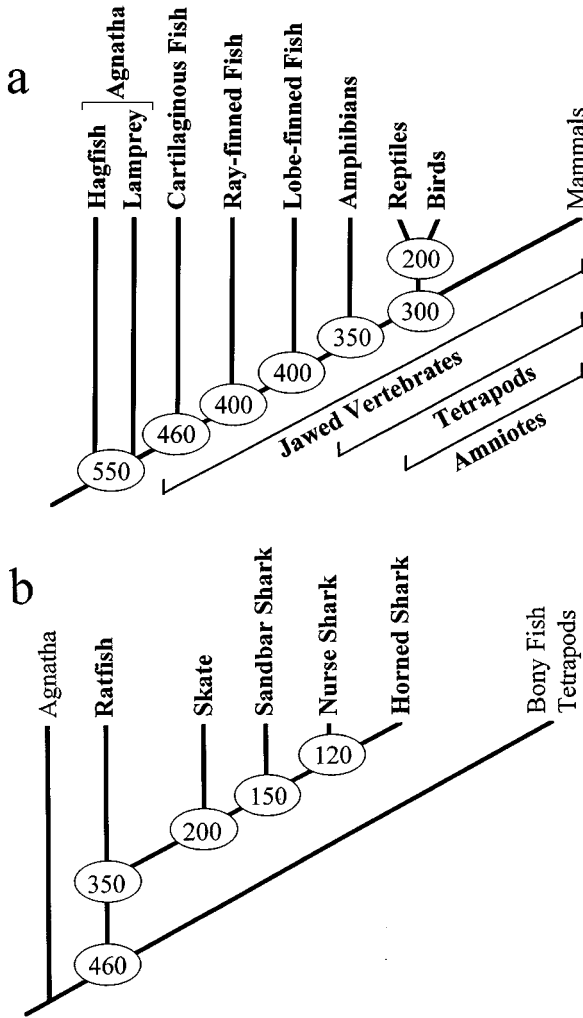 a
Agnatha
Hagfish
Lamprey
Cartilaginous Fish
Ray-finned Fish
Lobe-finned Fish
Amphibians
Reptiles
Birds
Mammals
200
300
350
400
400
460
550
Jawed Vertebrates
Tetrapods
Amniotes
b
Agnatha
Ratfish
Skate
Sandbar Shark
Nurse Shark
Horned Shark
Bony Fish
Tetrapods
120
150
200
350
460